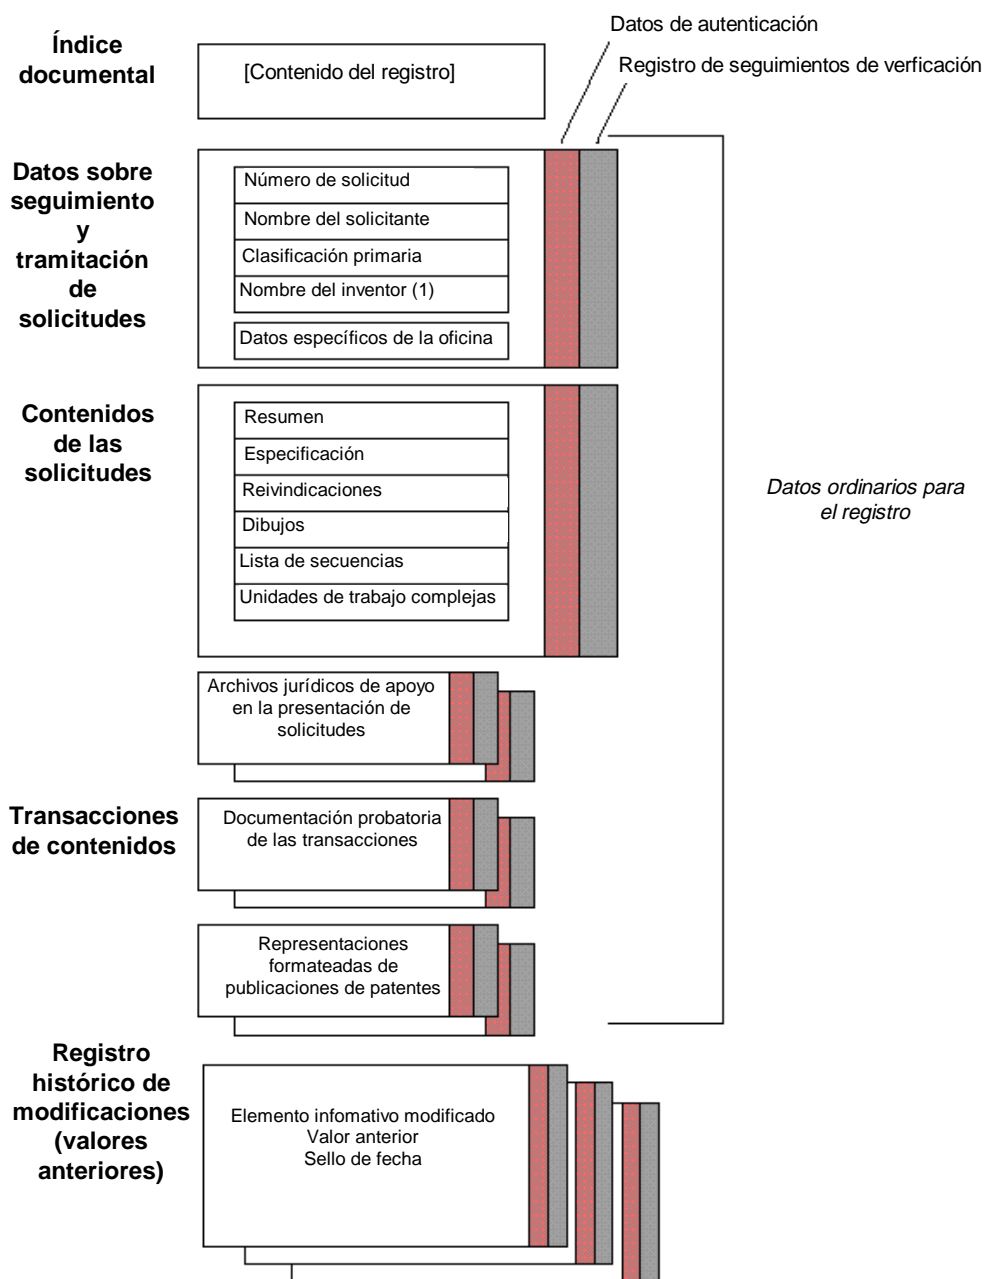 Datos de autenticación
Registro de seguimientos de verficación
Índice
documental
[Contenido del registro]
Datos sobre
seguimiento
y
tramitación
de
solicitudes
Número de solicitud
Nombre del solicitante
Clasificación primaria
Nombre del inventor (1)
Datos específicos de la oficina
Contenidos
de las
solicitudes
Resumen
Especificación
Reivindicaciones
Dibujos
Lista de secuencias
Unidades de trabajo complejas
Datos ordinarios para
el registro
Archivos jurídicos de apoyo
en la presentación de
solicitudes
Transacciones
de contenidos
Documentación probatoria
de las transacciones
Representaciones
formateadas de
publicaciones de patentes
Registro
histórico de
modificaciones
(valores
anteriores)
Elemento infomativo modificado
Valor anterior
Sello de fecha